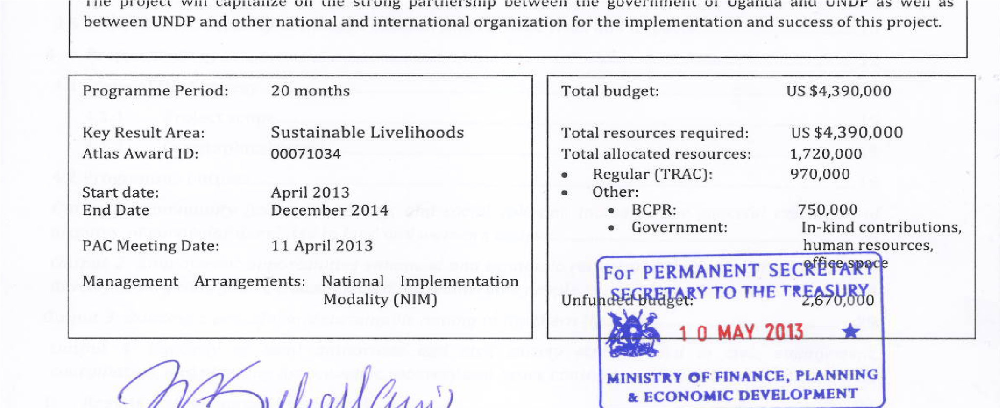 The project will capitalize on the strong partnership between the government of Uganda and UNDP as well as
between UNDP and other national and international organization for the implementation and success of this project.
Programme Period: 20 months
Key Result Area: Sustainable Livelihoods
Atlas Award ID: 00071034
Start date: April 2013
End Date December 2014
PAC Meeting Date: 11 April 2013
Management Arrangements: National Implementation
Modality (NIM)
Total budget: US $4,390,000
Total resources required: US $4,390,000
Total allocated resources: 1,720,000
• Regular (TRAC): 970,000
• Other:
• BCPR: 750,000
• Government: In-kind contributions,
human resources,
office space
Unfunded budget: 2,670,000
For PERMANENT SECRETARY
SECRETARY TO THE TREASURY
10 MAY 2013 ★
MINISTRY OF FINANCE, PLANNING
& ECONOMIC DEVELOPMENT